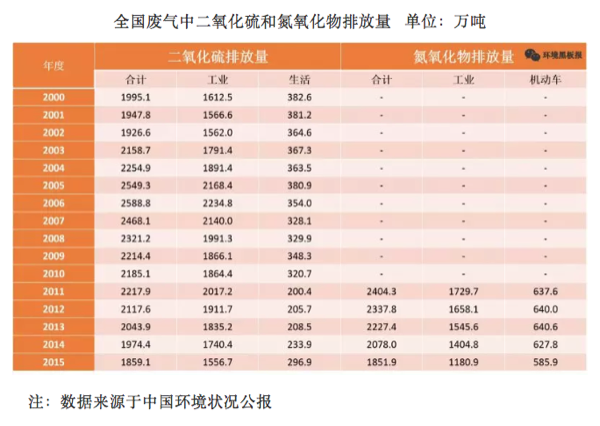 全国废气中二氧化硫和氮氧化物排放量 单位：万吨
年度 二氧化硫排放量 氮氧化物排放量 环境黑板报
合计 工业 生活 合计 工业 机动车
2000 1995.1 1612.5 382.6 - - -
2001 1947.8 1566.6 381.2 - - -
2002 1926.6 1562.0 364.6 - - -
2003 2158.7 1791.4 367.3 - - -
2004 2254.9 1891.4 363.5 - - -
2005 2549.3 2168.4 380.9 - - -
2006 2588.8 2234.8 354.0 - - -
2007 2468.1 2140.0 328.1 - - -
2008 2321.2 1991.3 329.9 - - -
2009 2214.4 1866.1 348.3 - - -
2010 2185.1 1864.4 320.7 - - -
2011 2217.9 2017.2 200.4 2404.3 1729.7 637.6
2012 2117.6 1911.7 205.7 2337.8 1658.1 640.0
2013 2043.9 1835.2 208.5 2227.4 1545.6 640.6
2014 1974.4 1740.4 233.9 2078.0 1404.8 627.8
2015 1859.1 1556.7 296.9 1851.9 1180.9 585.9
注：数据来源于中国环境状况公报